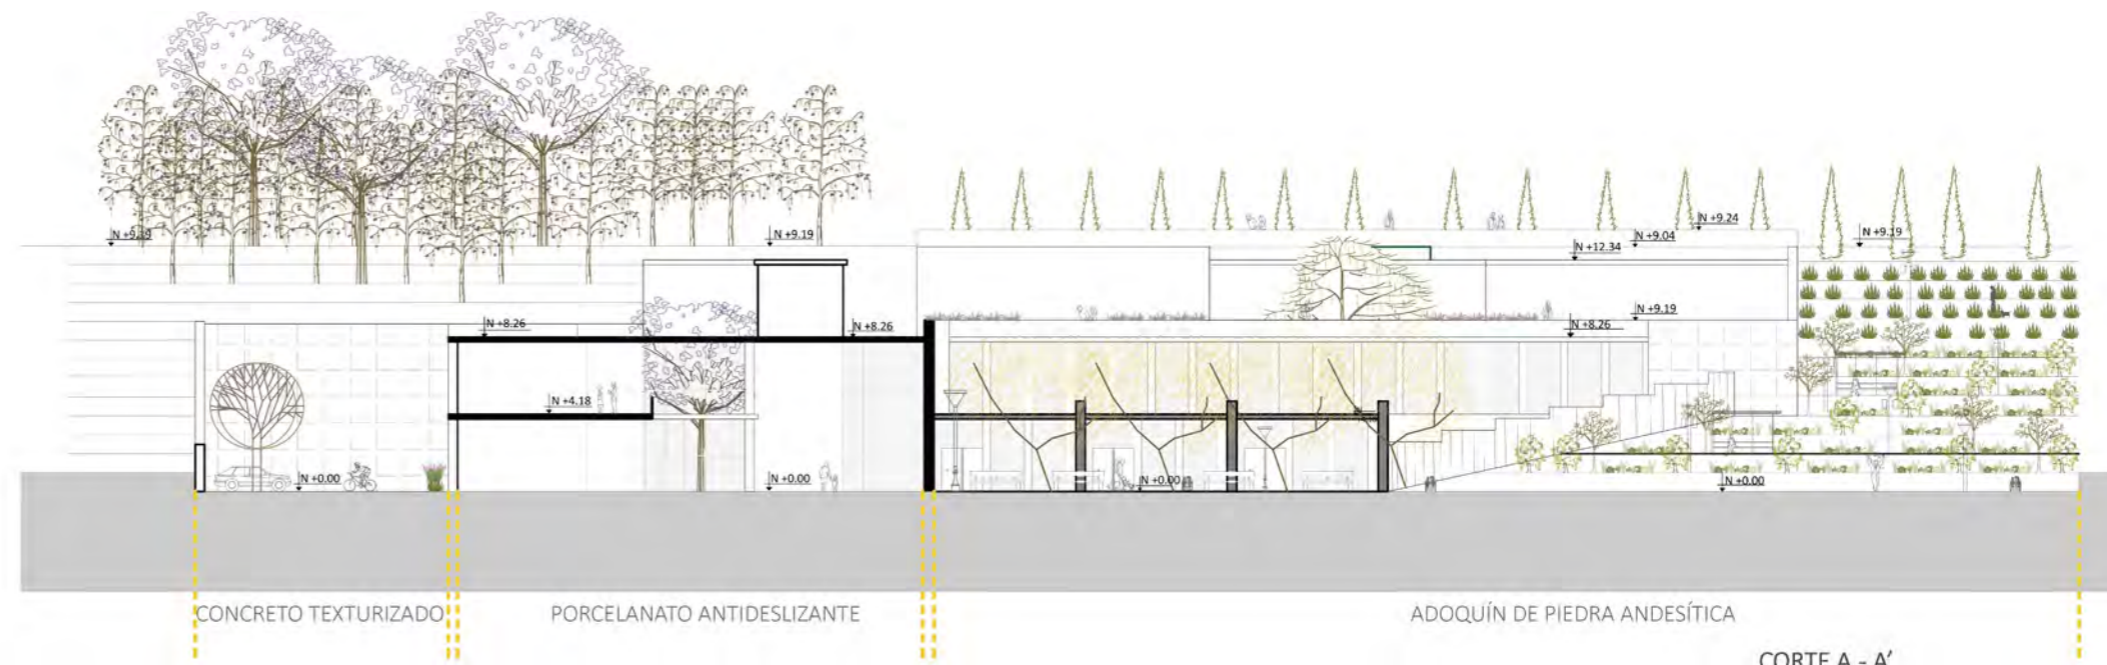 N +9.24
N +9.19
N +9.19
N +9.04
N +9.19
N +12.34
N +9.19
N +8.26
N +8.26
N +8.26
N +4.18
N +0.00
N +0.00
N +0.00
N +0.00
CONCRETO TEXTURIZADO
PORCELANATO ANTIDESLIZANTE
ADOQUÍN DE PIEDRA ANDESÍTICA
CORTE A - A'